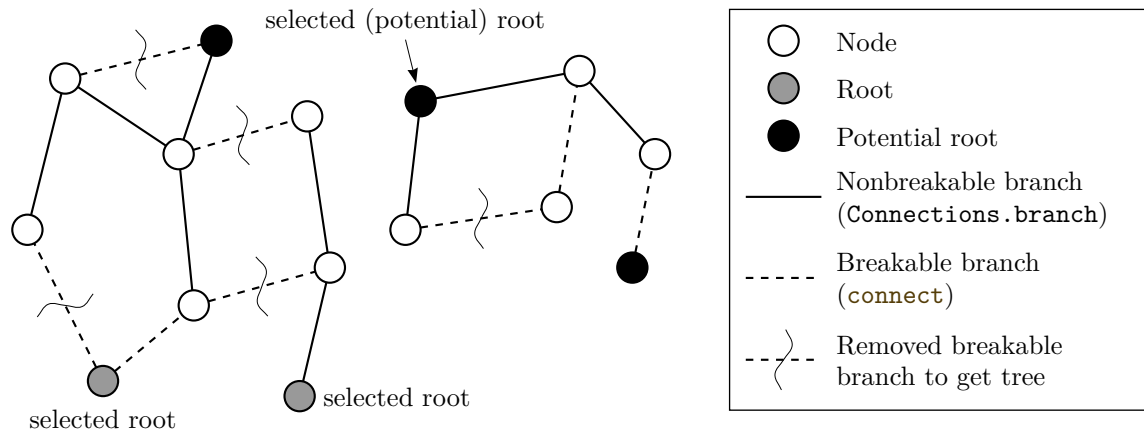 selected (potential) root
selected root
selected root
Node
Root
Potential root
Nonbreakable branch
(Connections.branch)
Breakable branch
(connect)
Removed breakable
branch to get tree